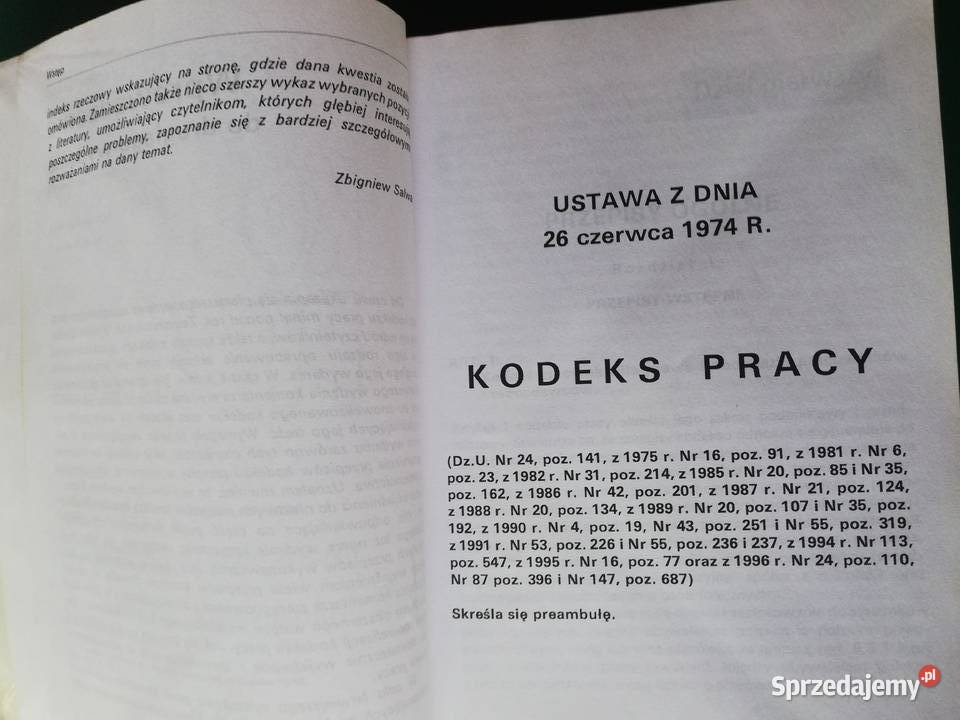 Wstęp
indeks rzeczowy wskazujący na stronę, gdzie dana kwestia została
omówiona. Zamieszczono także nieco szerszy wykaz wybranych pozycji
z literatury, umożliwiający czytelnikom, których głębiej interesują
poszczególne problemy, zapoznanie się z bardziej szczegółowymi
rozważaniami na dany temat.
Zbigniew Salwa
USTAWA Z DNIA
26 czerwca 1974 R.
KODEKS PRACY
(Dz.U. Nr 24, poz. 141, z 1975 r. Nr 16, poz. 91, z 1981 r. Nr 6,
poz. 23, z 1982 r. Nr 31, poz. 214, z 1985 r. Nr 20, poz. 85 i Nr 35,
poz. 162, z 1986 r. Nr 42, poz. 201, z 1987 r. Nr 21, poz. 124,
z 1988 r. Nr 20, poz. 134, z 1989 r. Nr 20, poz. 107 i Nr 35, poz.
192, z 1990 r. Nr 4, poz. 19, Nr 43, poz. 251 i Nr 55, poz. 319,
z 1991 r. Nr 53, poz. 226 i Nr 55, poz. 236 i 237, z 1994 r. Nr 113,
poz. 547, z 1995 r. Nr 16, poz. 77 oraz z 1996 r. Nr 24, poz. 110,
Nr 87 poz. 396 i Nr 147, poz. 687)
Skreśla się preambułę.
Sprzedajemy.pl